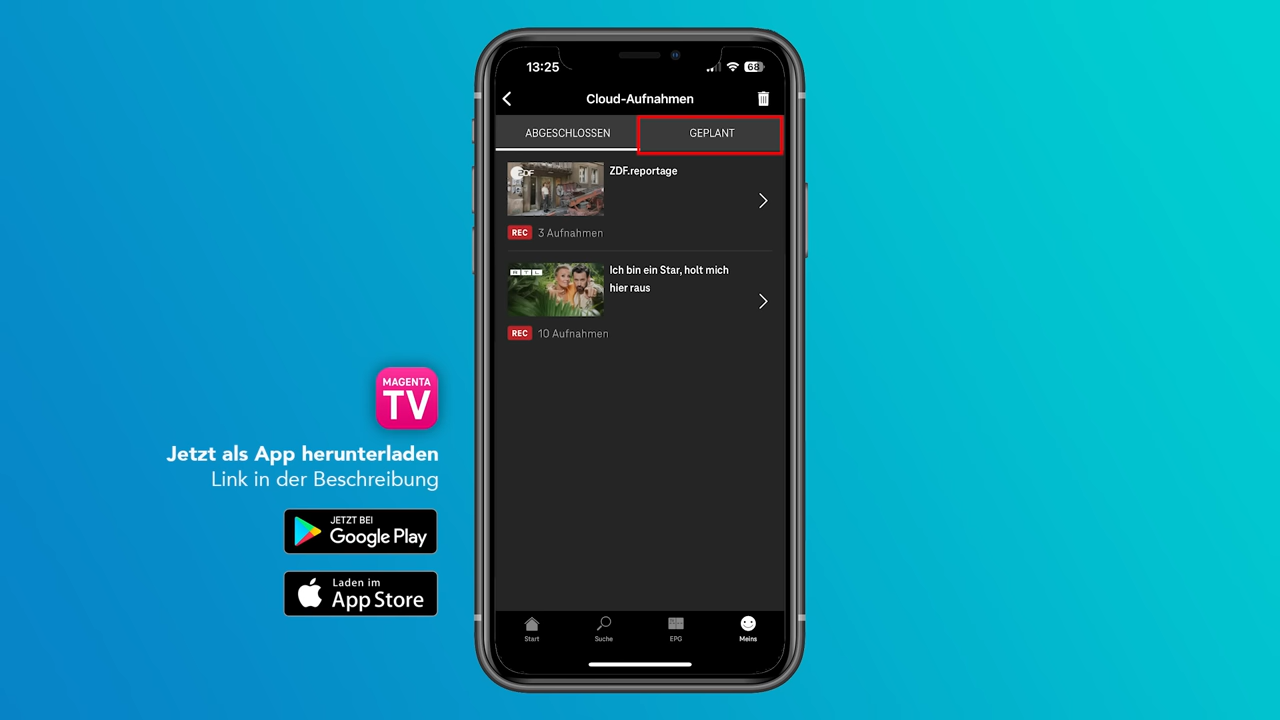 13:25
68
Cloud-Aufnahmen
ABGESCHLOSSEN
GEPLANT
ZDF
ZDF.reportage
REC 3 Aufnahmen
RTL
Ich bin ein Star, holt mich
hier raus
REC 10 Aufnahmen
MAGENTA
TV
Jetzt als App herunterladen
Link in der Beschreibung
JETZT BEI
Google Play
Laden im
App Store
Start
Suche
EPG
Meins